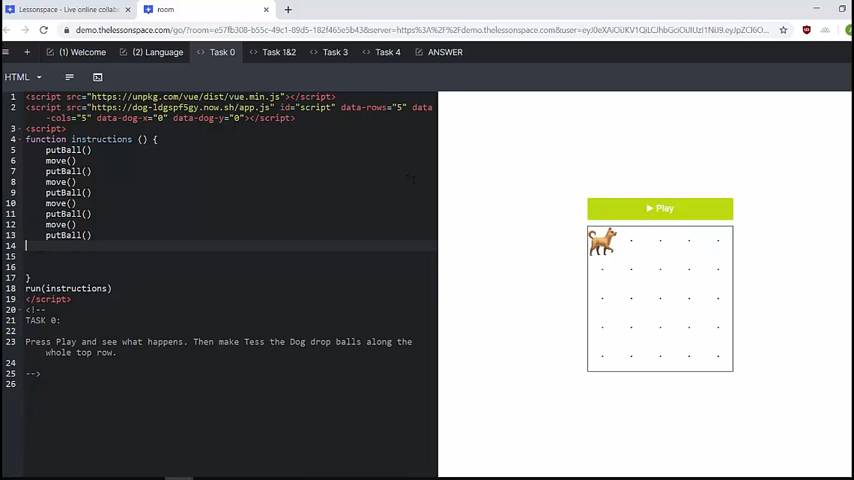 Lessonspace - Live online collab
room
demo.thelessonspace.com/go/?room=e57fb308-b55c-49c1-8003-182f465e5b43&server=https%3A%2F%2Fdemo.thelessonspace.com&user=eyJ0eXAiOiJKV1QiLCJhbGciOiJIUzI1NiJ9.eyJpZCI6...
(1) Welcome (2) Language Task 0 Task 1&2 Task 3 Task 4 ANSWER
HTML
1 <script src="https://unpkg.com/vue/dist/vue.min.js"></script>
2 <script src="https://dog-ldgspf5gy.now.sh/app.js" id="script" data-rows="5" data
-cols="5" data-dog-x="0" data-dog-y="0"></script>
3 <script>
4 function instructions () {
5 putBall()
6 move()
7 putBall()
8 move()
9 putBall()
10 move()
11 putBall()
12 move()
13 putBall()
14
15
16
17 }
18 run(instructions)
19 </script>
20 <!--
21 TASK 0:
22
23 Press Play and see what happens. Then make Tess the Dog drop balls along the
whole top row.
24
25 -->
26
Play